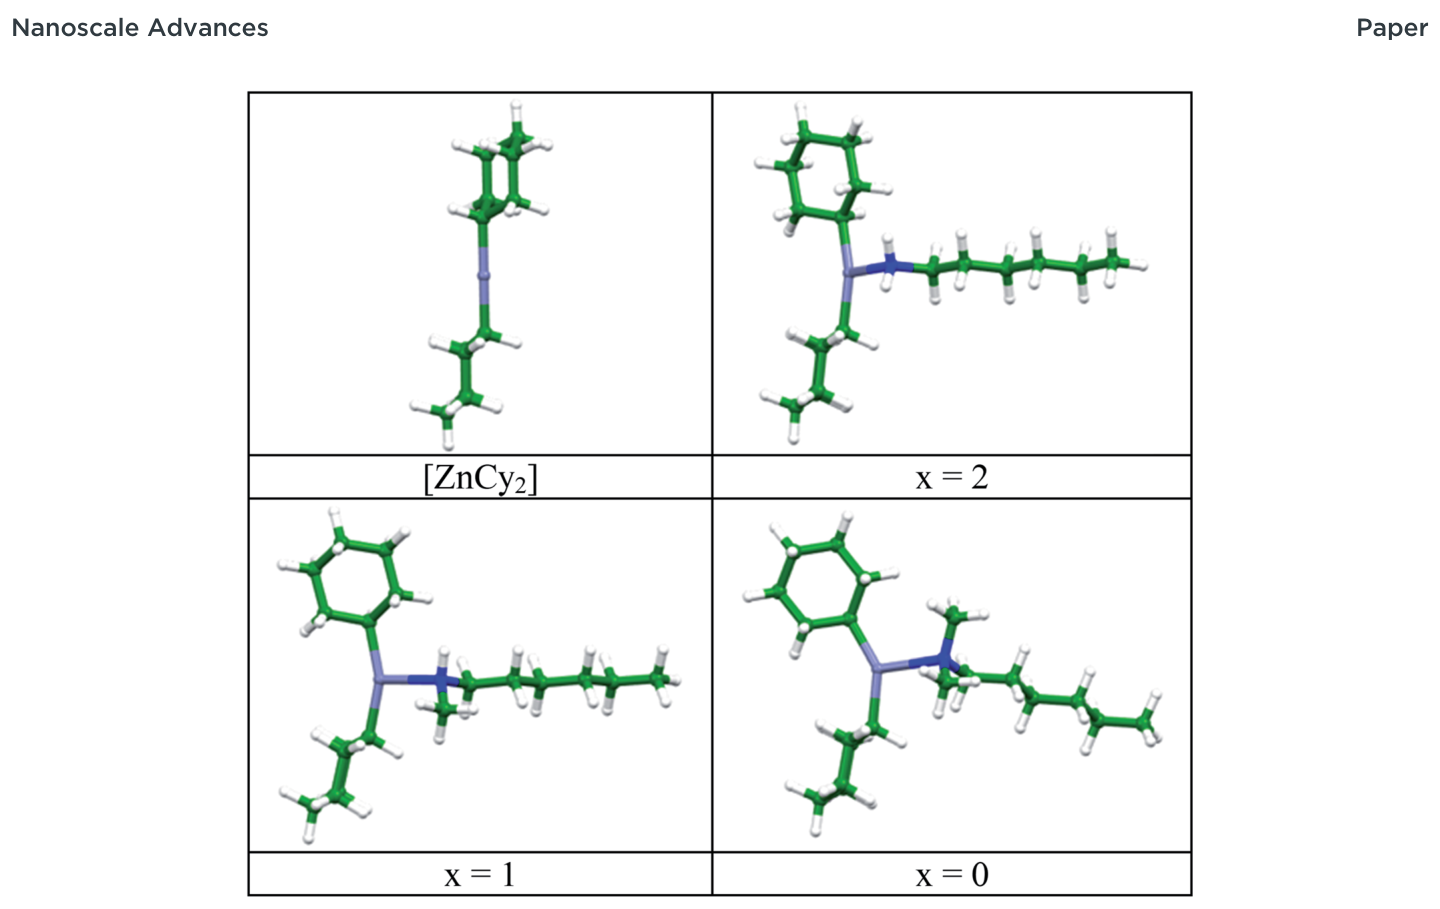 Nanoscale Advances
Paper
[ZnCy₂]
x = 2
x = 1
x = 0